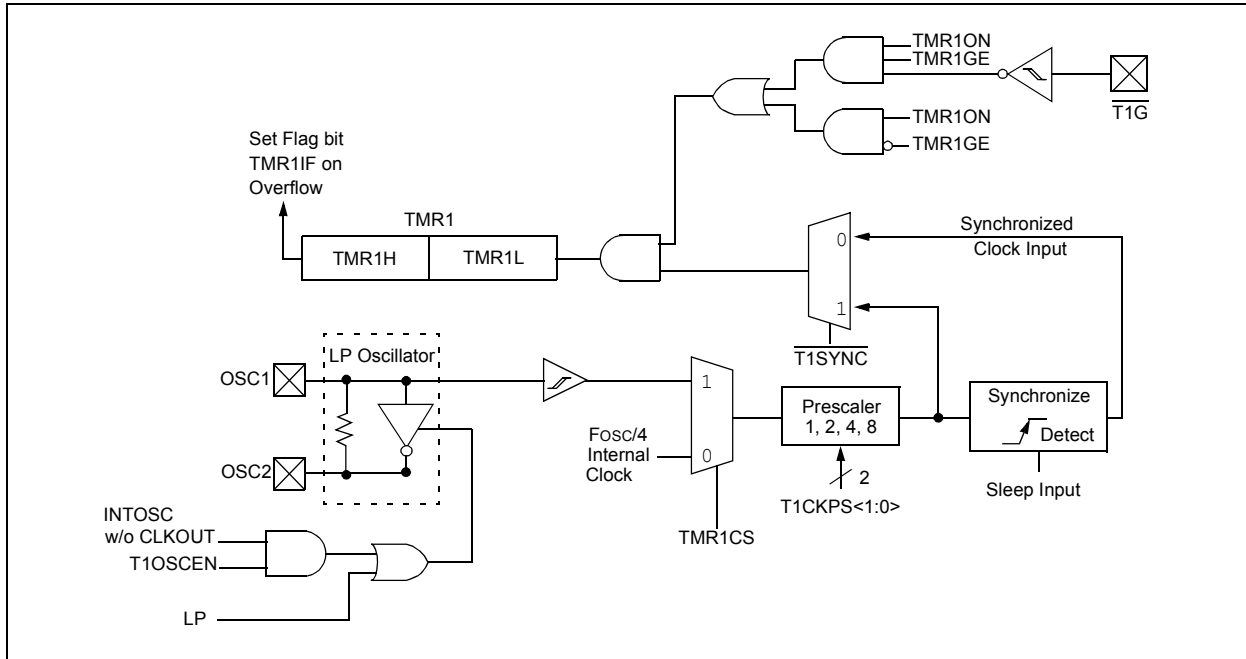 TMR1ON
TMR1GE
T1G
TMR1ON
TMR1GE
Set Flag bit
TMR1IF on
Overflow
TMR1
TMR1H
TMR1L
0
1
T1SYNC
Synchronized
Clock Input
LP Oscillator
OSC1
OSC2
1
0
FOSC/4
Internal
Clock
TMR1CS
Prescaler
1, 2, 4, 8
2
T1CKPS<1:0>
Synchronize
Detect
Sleep Input
INTOSC
w/o CLKOUT
T1OSCEN
LP